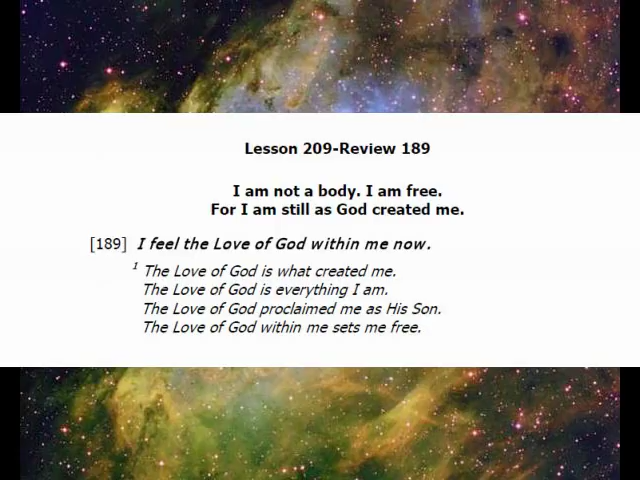 Lesson 209-Review 189
I am not a body. I am free.
For I am still as God created me.
[189] I feel the Love of God within me now.
1 The Love of God is what created me.
The Love of God is everything I am.
The Love of God proclaimed me as His Son.
The Love of God within me sets me free.